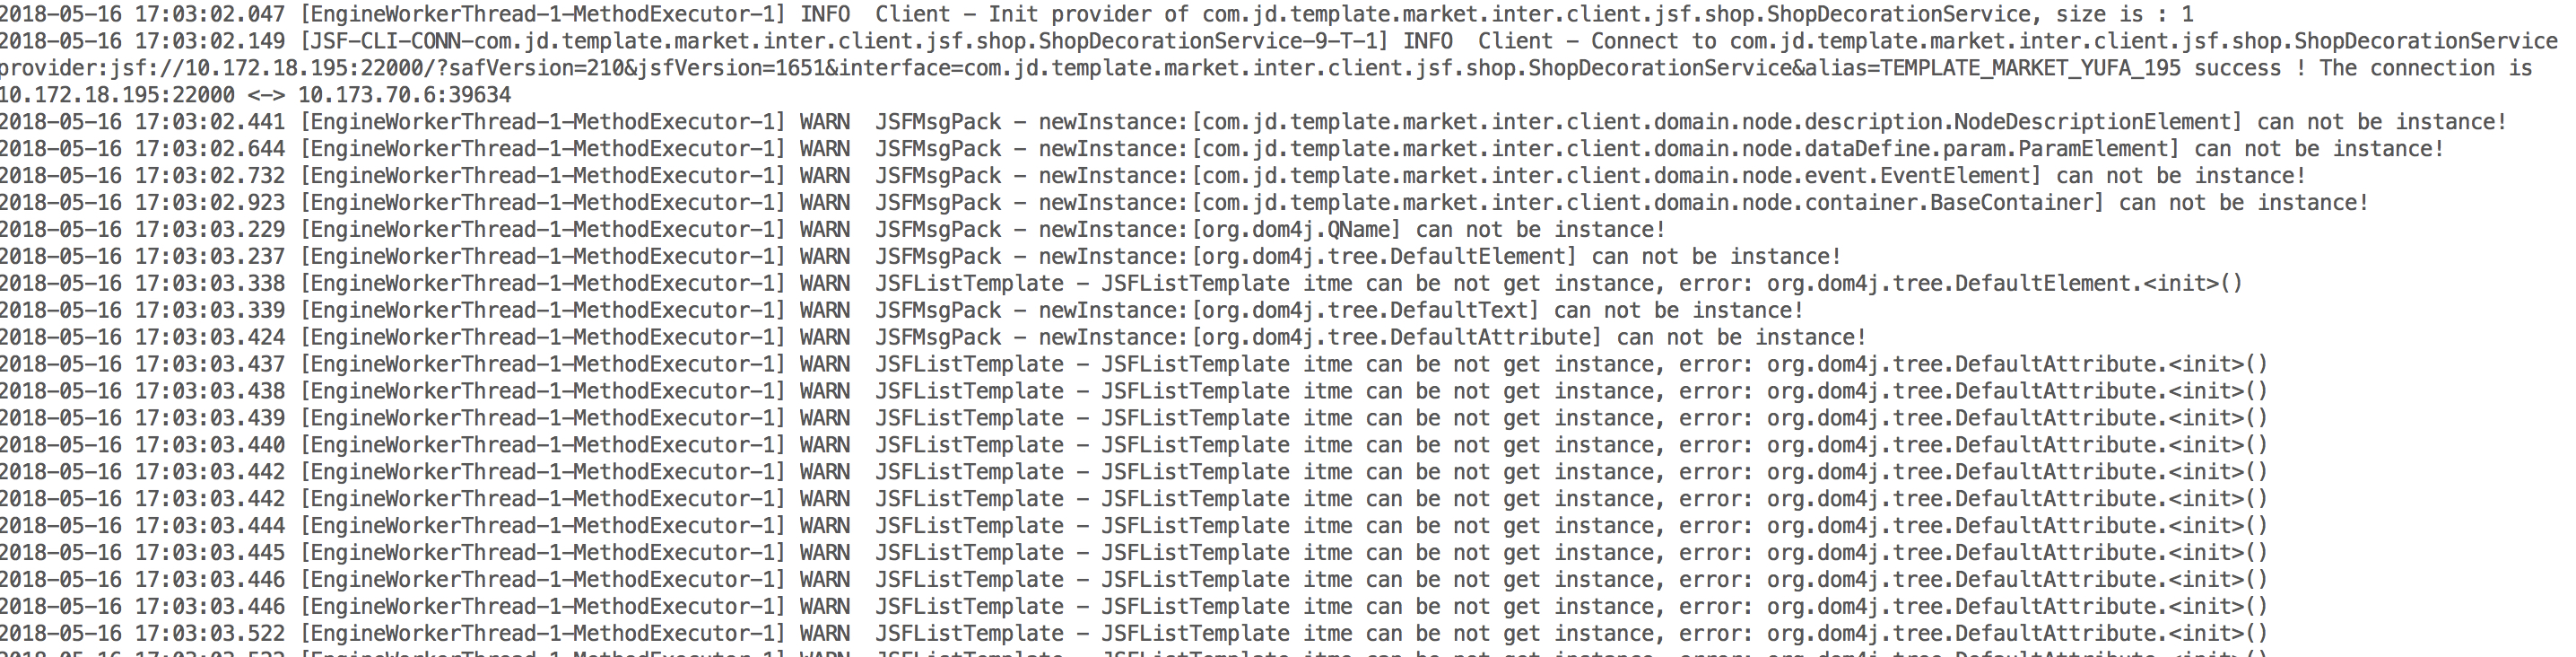 2018-05-16 17:03:02.047 [EngineWorkerThread-1-MethodExecutor-1] INFO  Client - Init provider of com.jd.template.market.inter.client.jsf.shop.ShopDecorationService, size is : 1
2018-05-16 17:03:02.149 [JSF-CLI-CONN-com.jd.template.market.inter.client.jsf.shop.ShopDecorationService-9-T-1] INFO  Client - Connect to com.jd.template.market.inter.client.jsf.shop.ShopDecorationService
provider:jsf://10.172.18.195:22000/?safVersion=210&jsfVersion=1651&interface=com.jd.template.market.inter.client.jsf.shop.ShopDecorationService&alias=TEMPLATE_MARKET_YUFA_195 success ! The connection is
10.172.18.195:22000 <-> 10.173.70.6:39634
2018-05-16 17:03:02.441 [EngineWorkerThread-1-MethodExecutor-1] WARN  JSFMsgPack - newInstance:[com.jd.template.market.inter.client.domain.node.description.NodeDescriptionElement] can not be instance!
2018-05-16 17:03:02.644 [EngineWorkerThread-1-MethodExecutor-1] WARN  JSFMsgPack - newInstance:[com.jd.template.market.inter.client.domain.node.dataDefine.param.ParamElement] can not be instance!
2018-05-16 17:03:02.732 [EngineWorkerThread-1-MethodExecutor-1] WARN  JSFMsgPack - newInstance:[com.jd.template.market.inter.client.domain.node.event.EventElement] can not be instance!
2018-05-16 17:03:02.923 [EngineWorkerThread-1-MethodExecutor-1] WARN  JSFMsgPack - newInstance:[com.jd.template.market.inter.client.domain.node.container.BaseContainer] can not be instance!
2018-05-16 17:03:03.229 [EngineWorkerThread-1-MethodExecutor-1] WARN  JSFMsgPack - newInstance:[org.dom4j.QName] can not be instance!
2018-05-16 17:03:03.237 [EngineWorkerThread-1-MethodExecutor-1] WARN  JSFMsgPack - newInstance:[org.dom4j.tree.DefaultElement] can not be instance!
2018-05-16 17:03:03.338 [EngineWorkerThread-1-MethodExecutor-1] WARN  JSFListTemplate - JSFListTemplate itme can be not get instance, error: org.dom4j.tree.DefaultElement.<init>()
2018-05-16 17:03:03.339 [EngineWorkerThread-1-MethodExecutor-1] WARN  JSFMsgPack - newInstance:[org.dom4j.tree.DefaultText] can not be instance!
2018-05-16 17:03:03.424 [EngineWorkerThread-1-MethodExecutor-1] WARN  JSFMsgPack - newInstance:[org.dom4j.tree.DefaultAttribute] can not be instance!
2018-05-16 17:03:03.437 [EngineWorkerThread-1-MethodExecutor-1] WARN  JSFListTemplate - JSFListTemplate itme can be not get instance, error: org.dom4j.tree.DefaultAttribute.<init>()
2018-05-16 17:03:03.438 [EngineWorkerThread-1-MethodExecutor-1] WARN  JSFListTemplate - JSFListTemplate itme can be not get instance, error: org.dom4j.tree.DefaultAttribute.<init>()
2018-05-16 17:03:03.439 [EngineWorkerThread-1-MethodExecutor-1] WARN  JSFListTemplate - JSFListTemplate itme can be not get instance, error: org.dom4j.tree.DefaultAttribute.<init>()
2018-05-16 17:03:03.440 [EngineWorkerThread-1-MethodExecutor-1] WARN  JSFListTemplate - JSFListTemplate itme can be not get instance, error: org.dom4j.tree.DefaultAttribute.<init>()
2018-05-16 17:03:03.442 [EngineWorkerThread-1-MethodExecutor-1] WARN  JSFListTemplate - JSFListTemplate itme can be not get instance, error: org.dom4j.tree.DefaultAttribute.<init>()
2018-05-16 17:03:03.442 [EngineWorkerThread-1-MethodExecutor-1] WARN  JSFListTemplate - JSFListTemplate itme can be not get instance, error: org.dom4j.tree.DefaultAttribute.<init>()
2018-05-16 17:03:03.444 [EngineWorkerThread-1-MethodExecutor-1] WARN  JSFListTemplate - JSFListTemplate itme can be not get instance, error: org.dom4j.tree.DefaultAttribute.<init>()
2018-05-16 17:03:03.445 [EngineWorkerThread-1-MethodExecutor-1] WARN  JSFListTemplate - JSFListTemplate itme can be not get instance, error: org.dom4j.tree.DefaultAttribute.<init>()
2018-05-16 17:03:03.446 [EngineWorkerThread-1-MethodExecutor-1] WARN  JSFListTemplate - JSFListTemplate itme can be not get instance, error: org.dom4j.tree.DefaultAttribute.<init>()
2018-05-16 17:03:03.446 [EngineWorkerThread-1-MethodExecutor-1] WARN  JSFListTemplate - JSFListTemplate itme can be not get instance, error: org.dom4j.tree.DefaultAttribute.<init>()
2018-05-16 17:03:03.522 [EngineWorkerThread-1-MethodExecutor-1] WARN  JSFListTemplate - JSFListTemplate itme can be not get instance, error: org.dom4j.tree.DefaultAttribute.<init>()